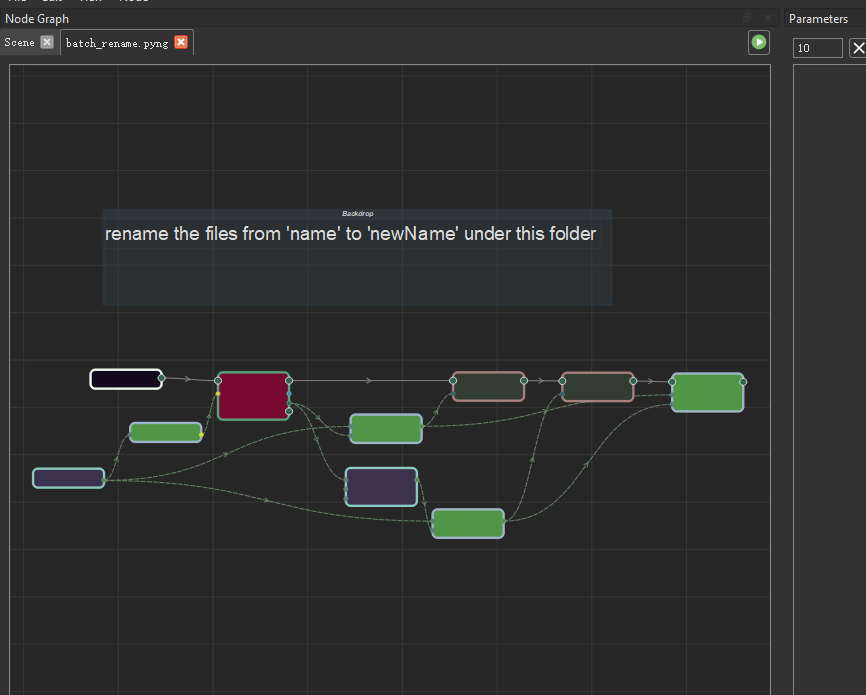 Node Graph
Parameters
Scene
batch_rename.pyng
10
Backdrop
rename the files from 'name' to 'newName' under this folder